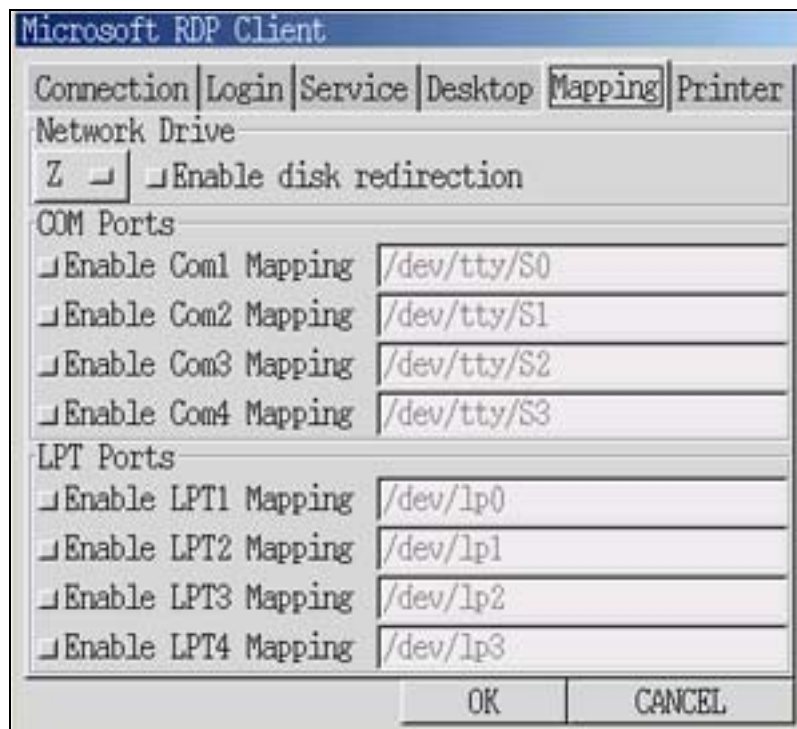 Microsoft RDP Client
Connection Login Service Desktop Mapping Printer
Network Drive
Z Enable disk redirection
COM Ports
Enable Com1 Mapping /dev/tty/S0
Enable Com2 Mapping /dev/tty/S1
Enable Com3 Mapping /dev/tty/S2
Enable Com4 Mapping /dev/tty/S3
LPT Ports
Enable LPT1 Mapping /dev/lp0
Enable LPT2 Mapping /dev/lp1
Enable LPT3 Mapping /dev/lp2
Enable LPT4 Mapping /dev/lp3
OK CANCEL